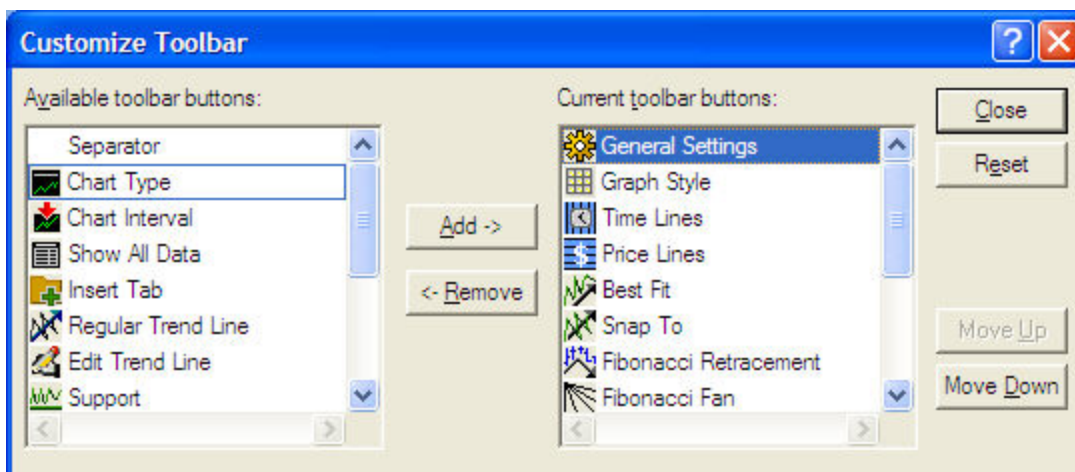 Customize Toolbar
Available toolbar buttons:
Separator
Chart Type
Chart Interval
Show All Data
Insert Tab
Regular Trend Line
Edit Trend Line
Support
Add ->
<- Remove
Current toolbar buttons:
General Settings
Graph Style
Time Lines
Price Lines
Best Fit
Snap To
Fibonacci Retracement
Fibonacci Fan
Close
Reset
Move Up
Move Down